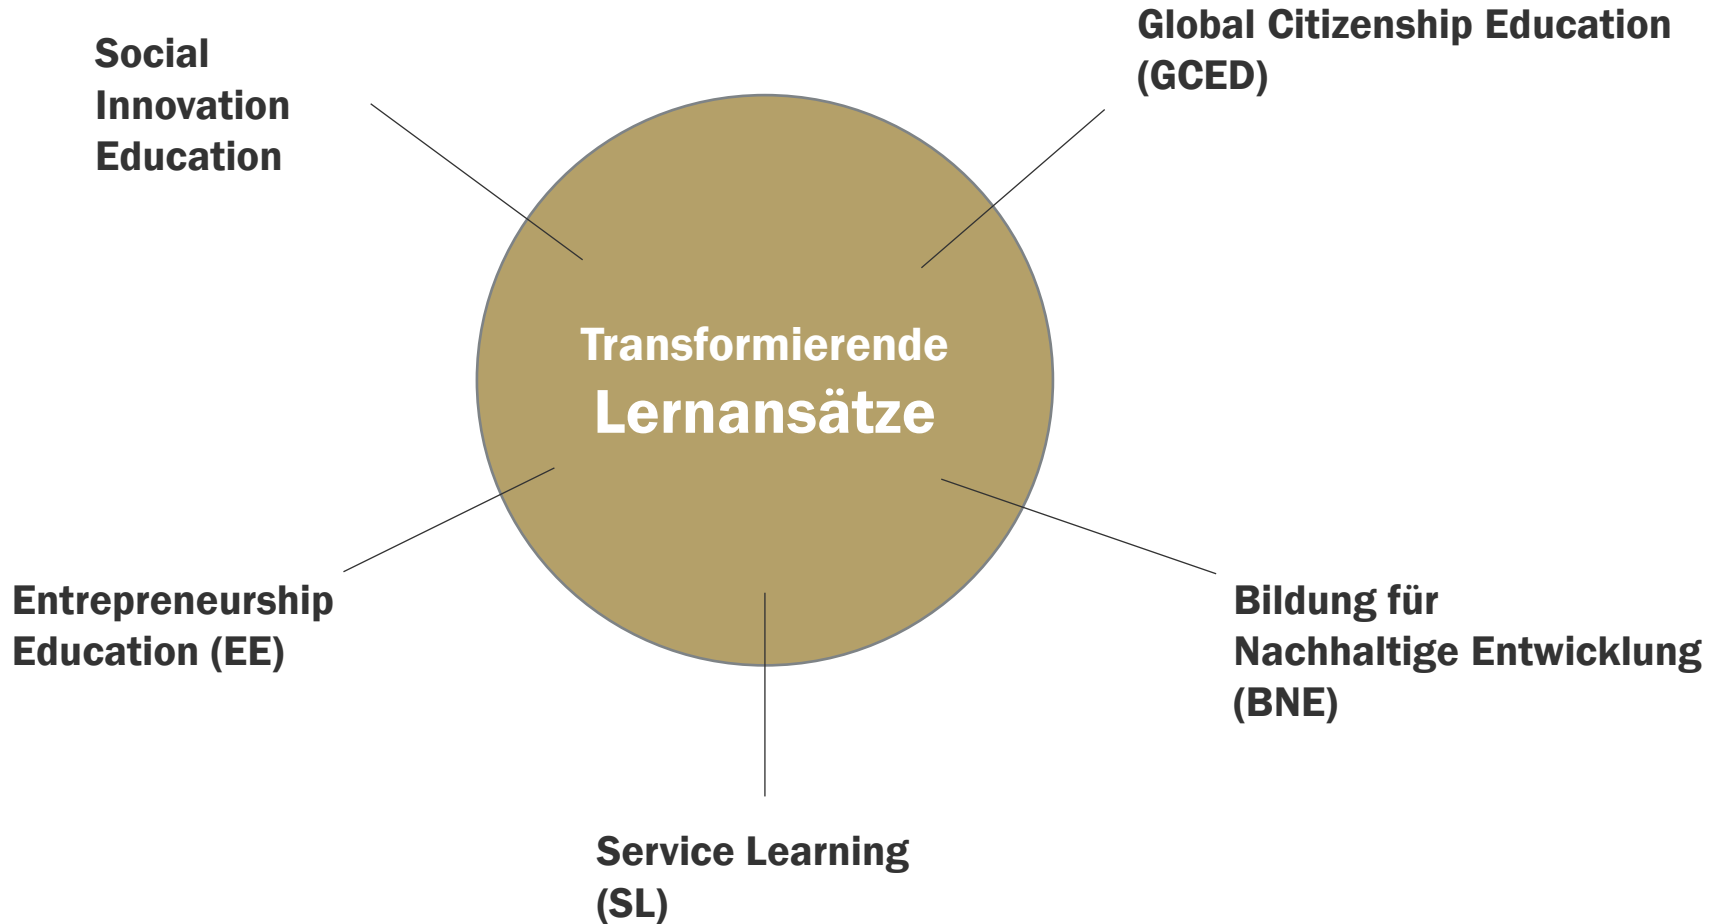 Social
Innovation
Education
Global Citizenship Education
(GCED)
Transformierende
Lernansätze
Entrepreneurship
Education (EE)
Bildung für
Nachhaltige Entwicklung
(BNE)
Service Learning
(SL)